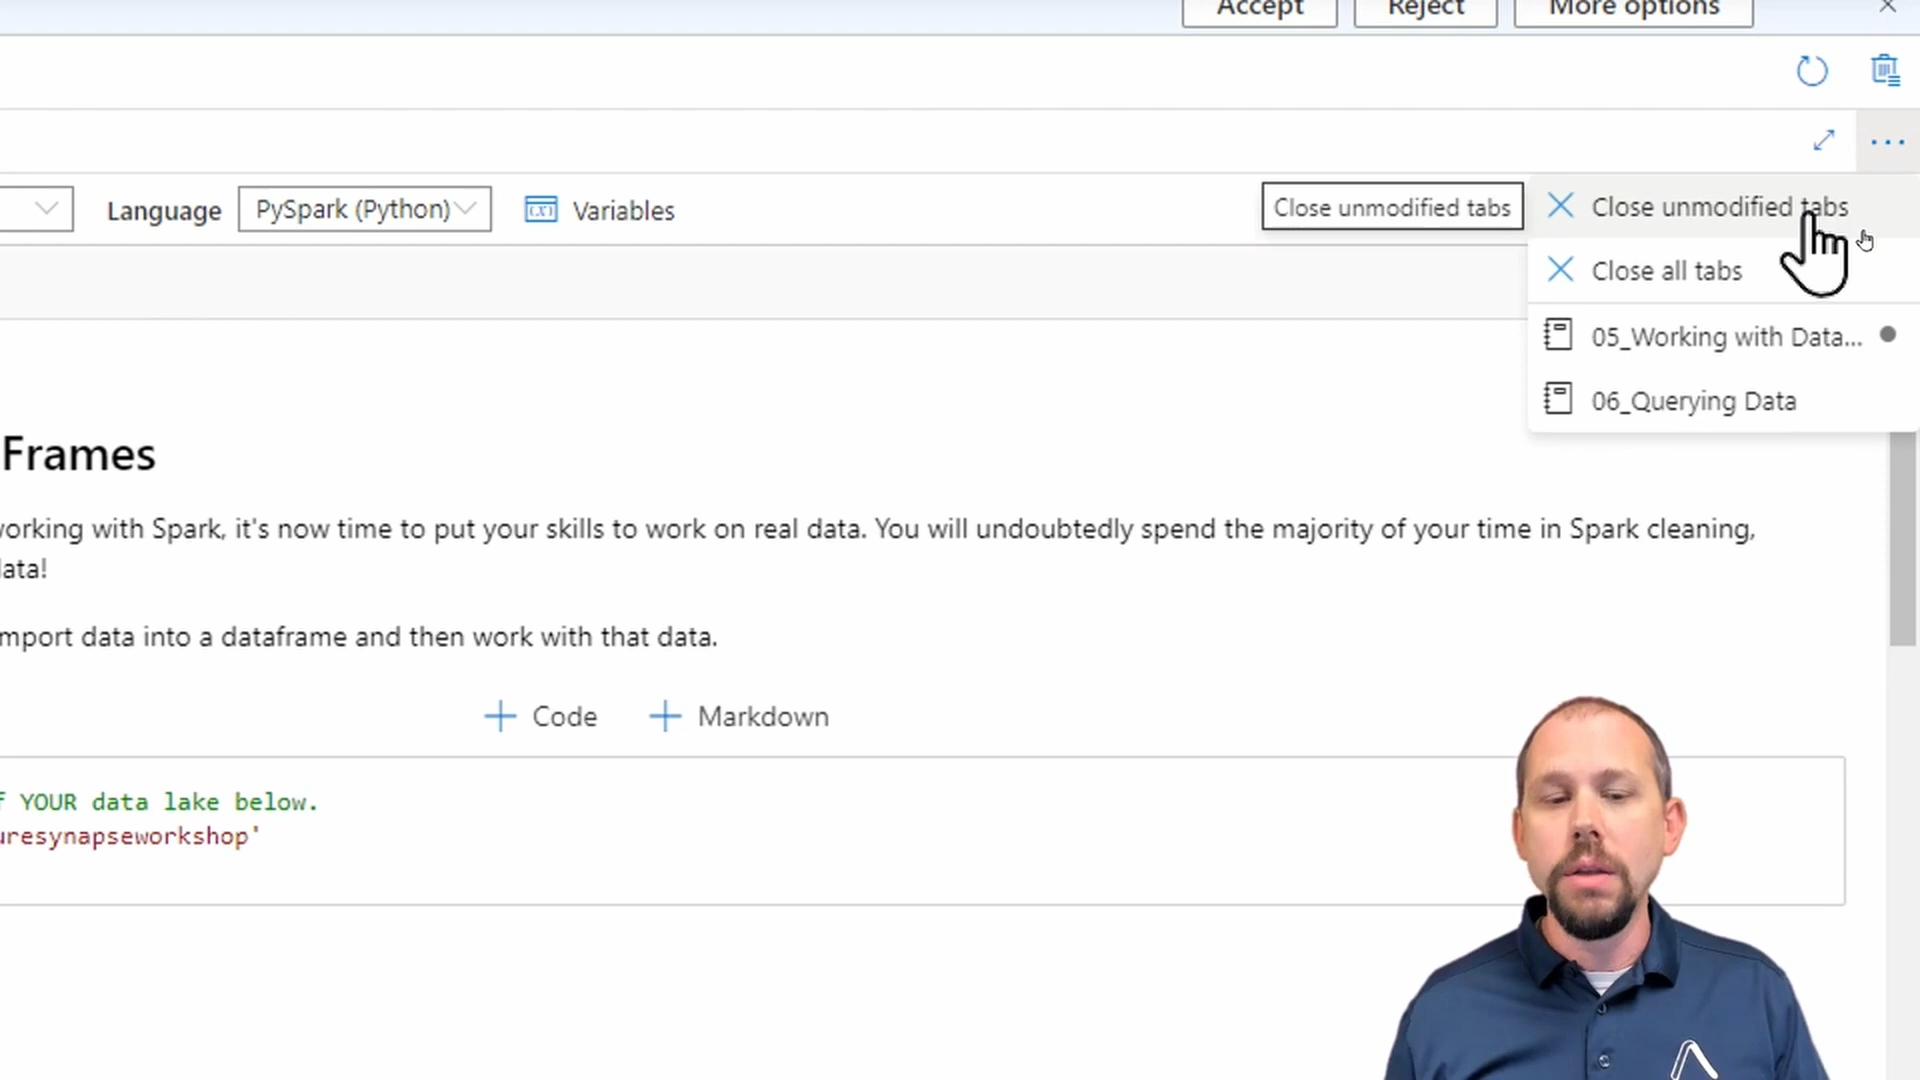 Accept Reject More options
Language PySpark (Python) Variables
Close unmodified tabs
Close unmodified tabs
Close all tabs
05_Working with Data...
06_Querying Data
Frames
working with Spark, it's now time to put your skills to work on real data. You will undoubtedly spend the majority of your time in Spark cleaning,
data!
mport data into a dataframe and then work with that data.
+ Code + Markdown
f YOUR data lake below.
uresynapseworkshop'